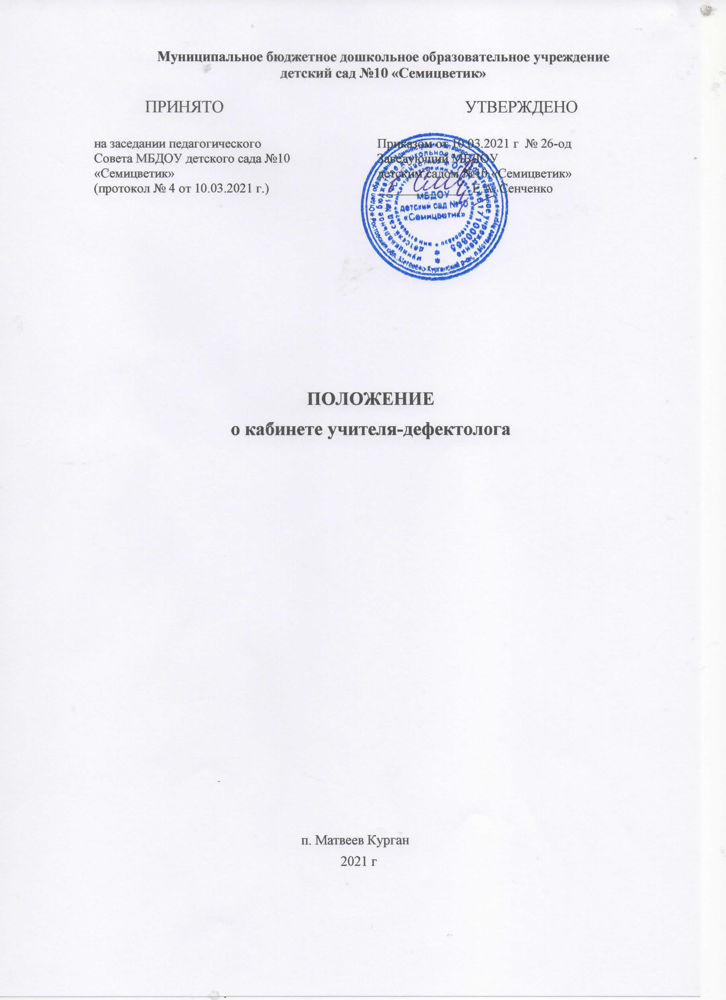 Муниципальное бюджетное дошкольное образовательное учреждение
детский сад №10 «Семицветик»
ПРИНЯТО
на заседании педагогического
Совета МБДОУ детского сада №10
«Семицветик»
(протокол № 4 от 10.03.2021 г.)
УТВЕРЖДЕНО
Приказом от 10.03.2021 г № 26-од
Заведующий МБДОУ
детским садом №10 «Семицветик»
Е.А. Сенченко
МБДОУ
детский сад №10
«Семицветик»
ПОЛОЖЕНИЕ
о кабинете учителя-дефектолога
п. Матвеев Курган
2021 г